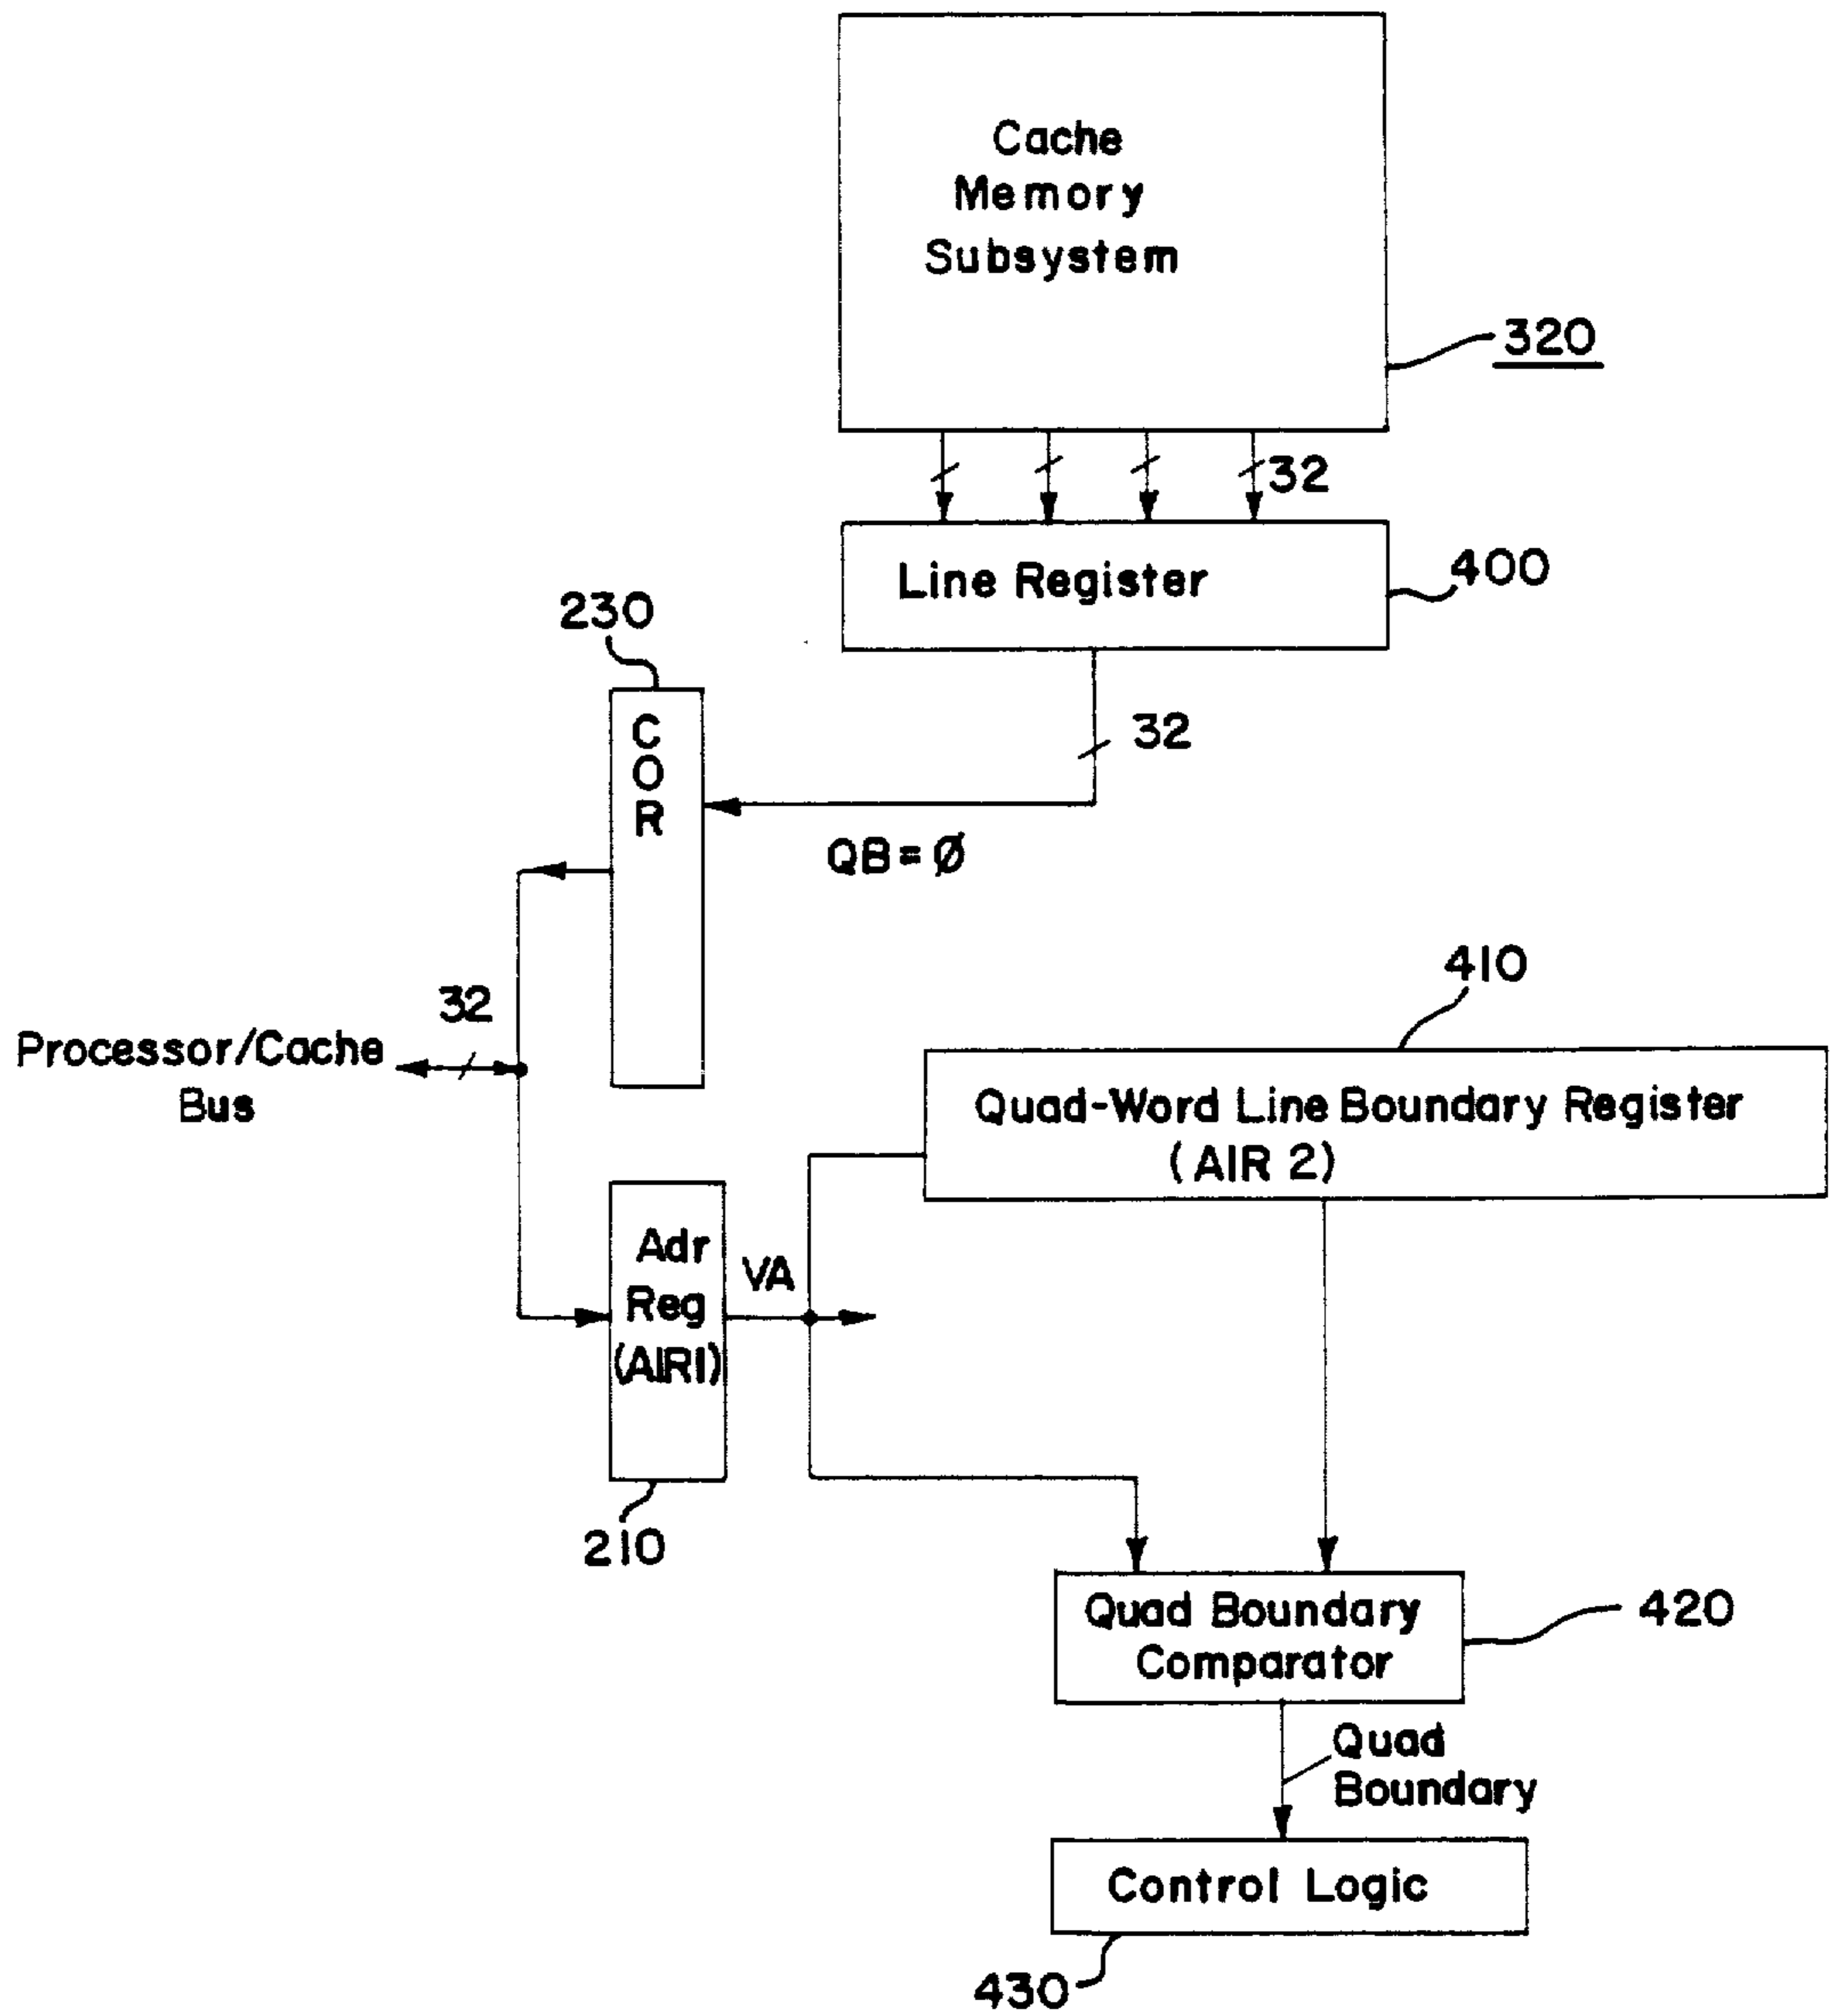 Cache
Memory
Subsystem
320
32
Line Register
400
230
C
O
R
32
QB = Ø
410
32
Processor/Cache
Bus
Quad-Word Line Boundary Register
(AIR 2)
Adr
Reg
(AIR1)
VA
210
Quad Boundary
Comparator
420
Quad
Boundary
Control Logic
430